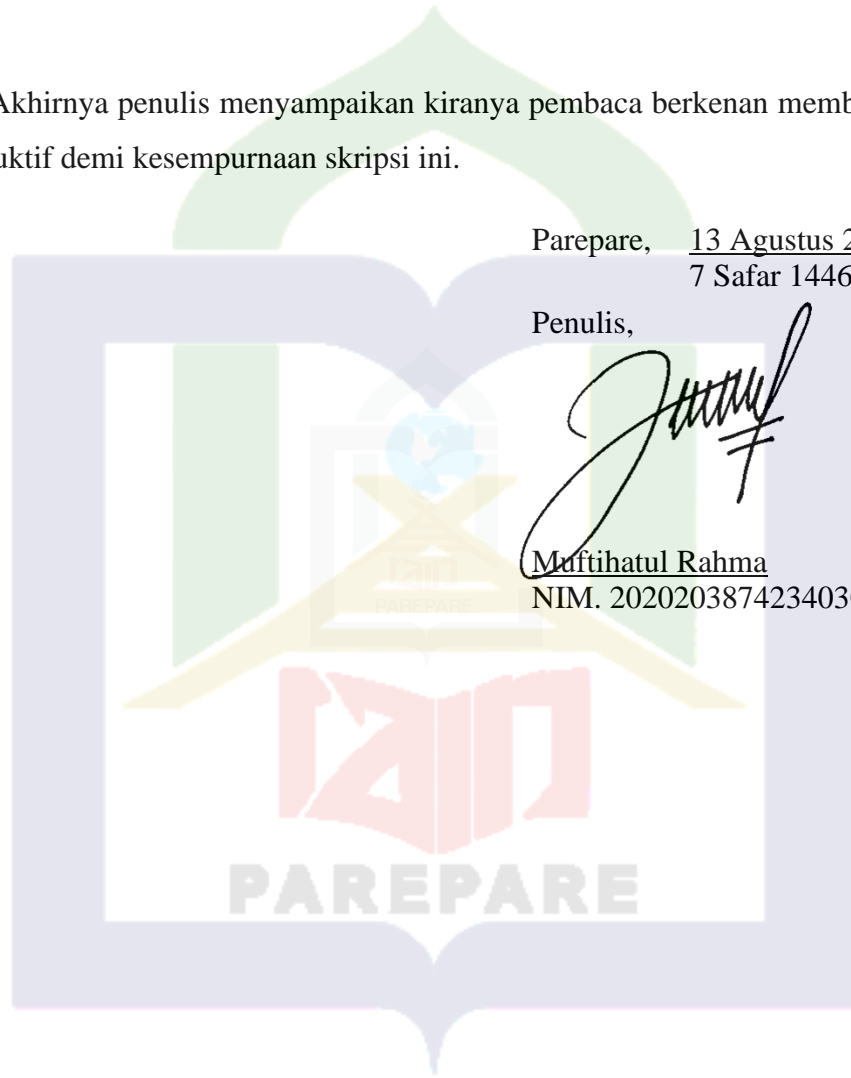 Akhirnya penulis menyampaikan kiranya pembaca berkenan memb
uktif demi kesempurnaan skripsi ini.
Parepare, 13 Agustus 2
7 Safar 1446
Penulis,
Muftihatul Rahma
NIM. 202020387423403
PAREPARE
iain
PAREPARE